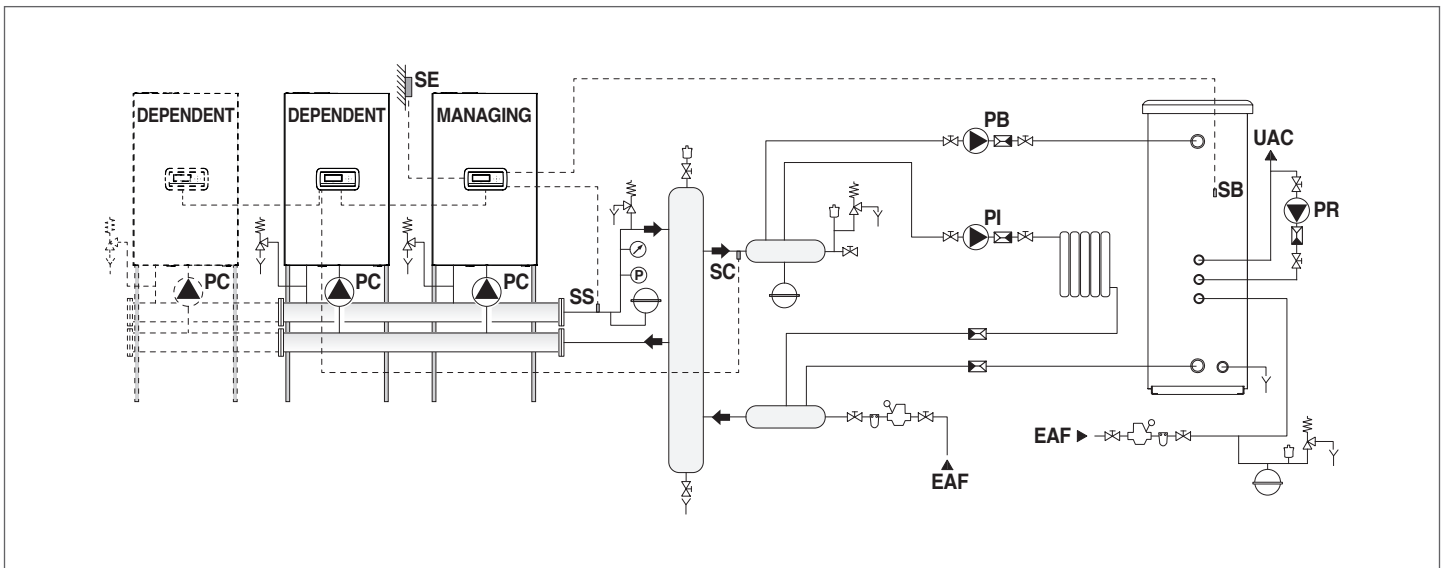 SE
DEPENDENT
DEPENDENT
MANAGING
PB
UAC
SB
PI
PR
SC
PC
PC
PC
SS
P
EAF
EAF